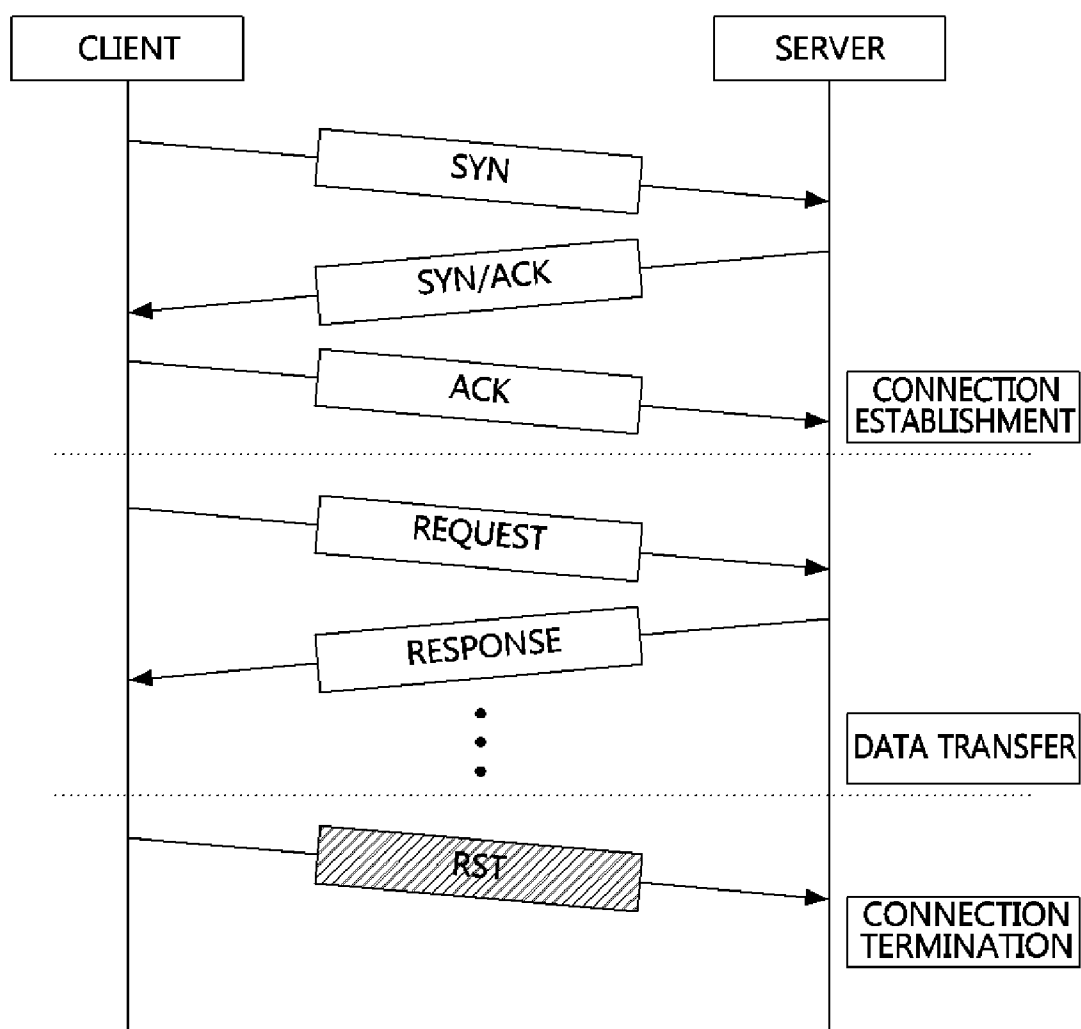 CLIENT
SERVER
SYN
SYN/ACK
ACK
CONNECTION
ESTABLISHMENT
REQUEST
RESPONSE
DATA TRANSFER
RST
CONNECTION
TERMINATION